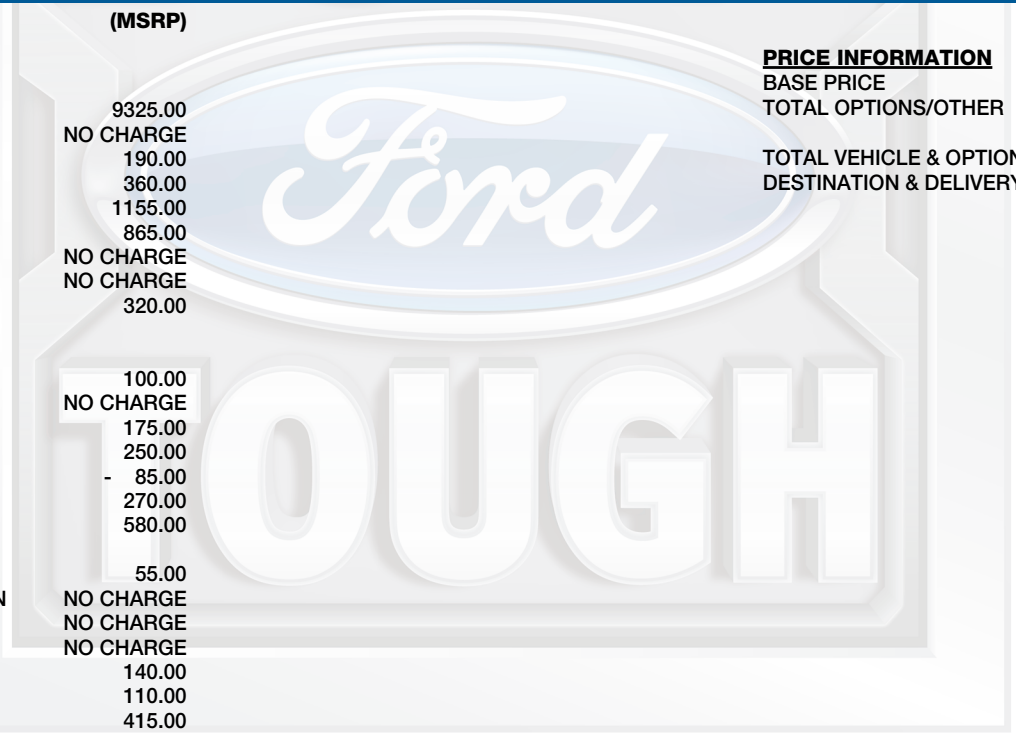 (MSRP)
9325.00
NO CHARGE
190.00
360.00
1155.00
865.00
NO CHARGE
NO CHARGE
320.00
100.00
NO CHARGE
175.00
250.00
- 85.00
270.00
580.00
55.00
N NO CHARGE
NO CHARGE
NO CHARGE
140.00
110.00
415.00
PRICE INFORMATION
BASE PRICE
TOTAL OPTIONS/OTHER
TOTAL VEHICLE & OPTION
DESTINATION & DELIVERY
Ford
TOUGH